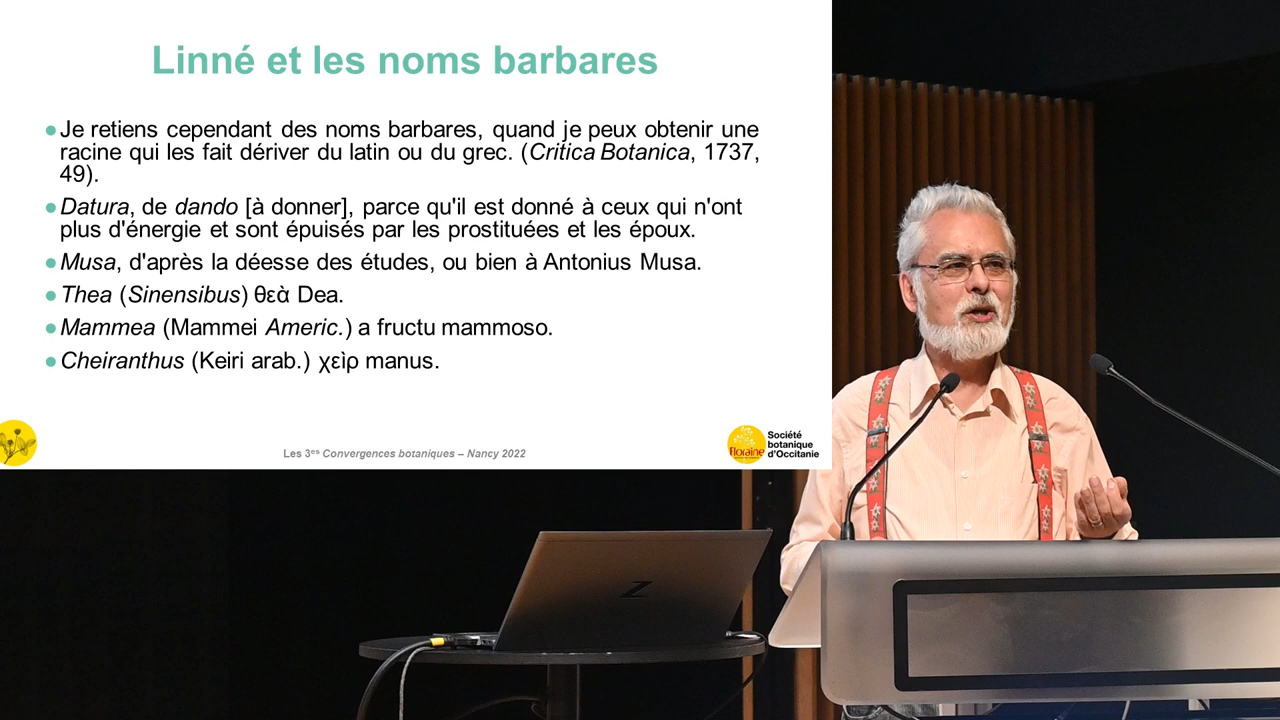 Linné et les noms barbares
●Je retiens cependant des noms barbares, quand je peux obtenir une
racine qui les fait dériver du latin ou du grec. (Critica Botanica, 1737,
49).
●Datura, de dando [à donner], parce qu'il est donné à ceux qui n'ont
plus d'énergie et sont épuisés par les prostituées et les époux.
●Musa, d'après la déesse des études, ou bien à Antonius Musa.
●Thea (Sinensibus) θεὰ Dea.
●Mammea (Mammei Americ.) a fructu mammoso.
●Cheiranthus (Keiri arab.) χεìρ manus.
Les 3es Convergences botaniques – Nancy 2022
Floraine
Société
botanique
d'Occitanie